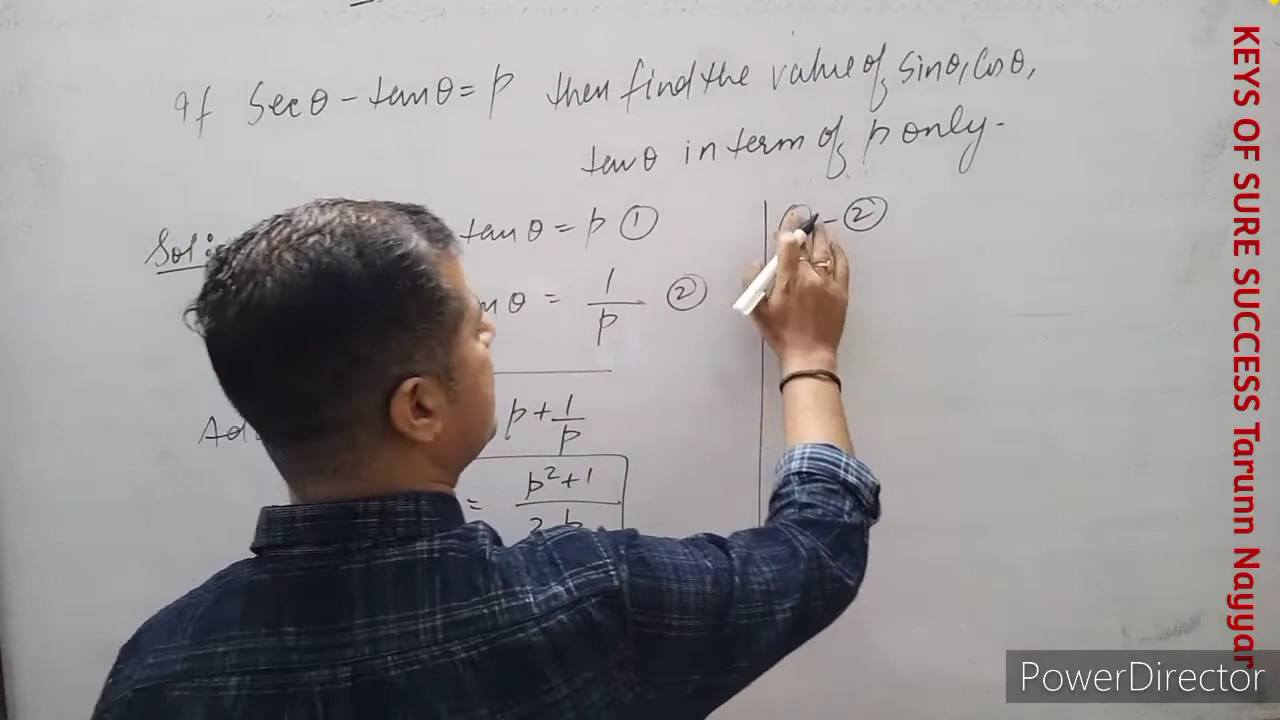 If Secθ - tanθ = p then find the value of sinθ, Cosθ,
tanθ in term of p only.
Sol:
tanθ = p ①
θ = 1/p ②
p + 1/p
= p²+1
① - ②
KEYS OF SURE SUCCESS Tarunn Nayyar
PowerDirector